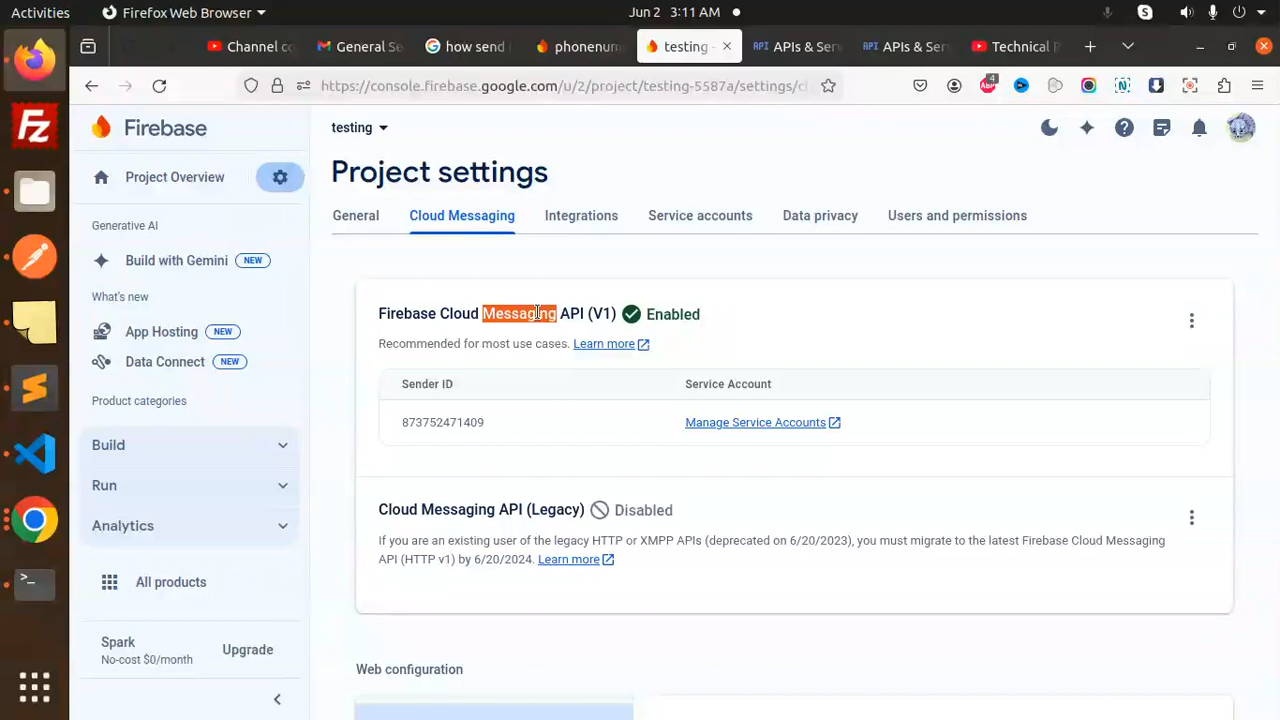 Activities
Firefox Web Browser
Jun 2 3:11 AM
Channel co
General Se
how send
phonenum
testing -
API APIs & Ser
API APIs & Ser
Technical P
https://console.firebase.google.com/u/2/project/testing-5587a/settings/cl
4
Firebase
testing
Project Overview
Project settings
General
Cloud Messaging
Integrations
Service accounts
Data privacy
Users and permissions
Generative AI
Build with Gemini NEW
What's new
App Hosting NEW
Data Connect NEW
Product categories
Build
Run
Analytics
All products
Spark
No-cost $0/month
Upgrade
Firebase Cloud Messaging API (V1) Enabled
Recommended for most use cases. Learn more
Sender ID Service Account
873752471409 Manage Service Accounts
Cloud Messaging API (Legacy) Disabled
If you are an existing user of the legacy HTTP or XMPP APIs (deprecated on 6/20/2023), you must migrate to the latest Firebase Cloud Messaging
API (HTTP v1) by 6/20/2024. Learn more
Web configuration